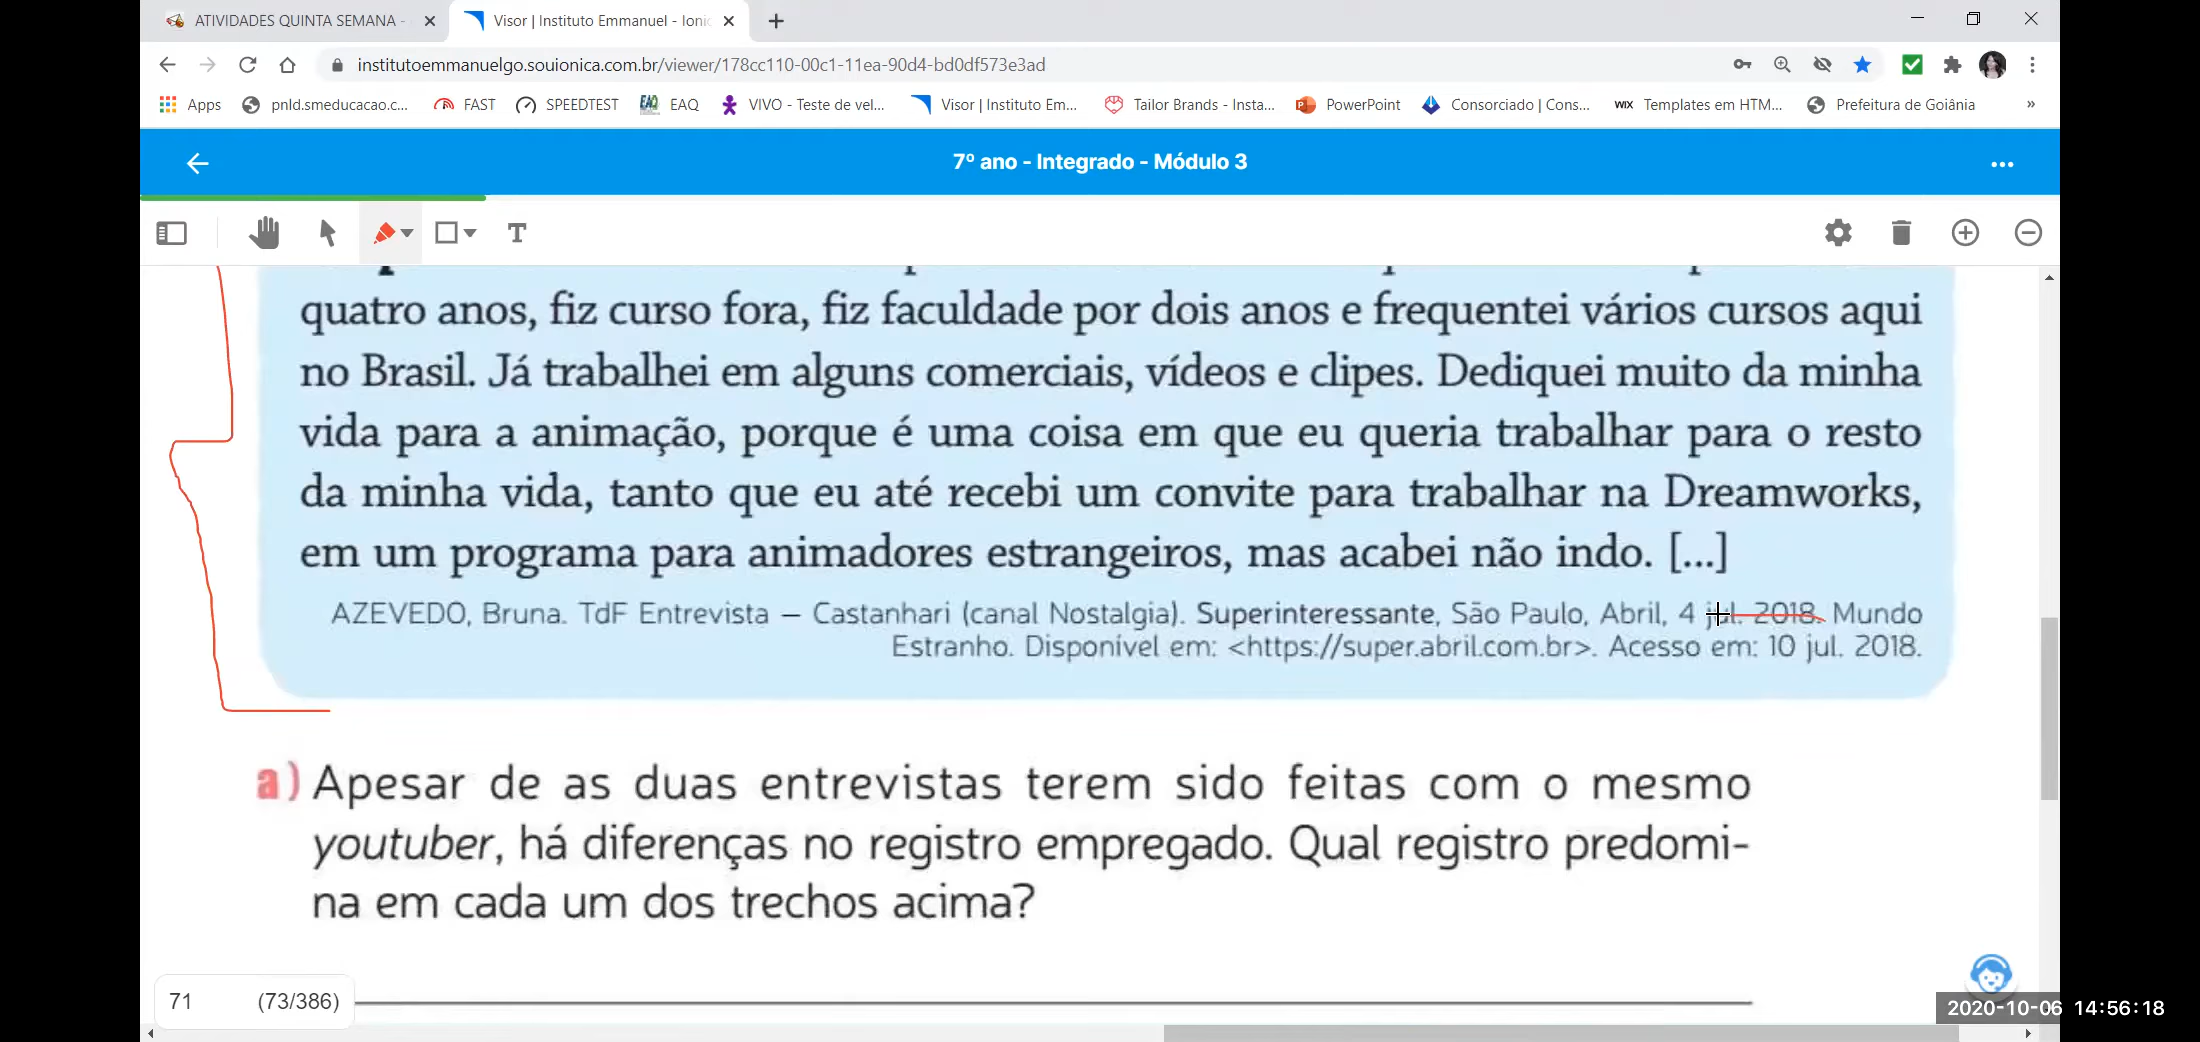 ATIVIDADES QUINTA SEMANA -
Visor | Instituto Emmanuel - Ionic
institutoemmanuelgo.souionica.com.br/viewer/178cc110-00c1-11ea-90d4-bd0df573e3ad
Apps pnld.smeducacao.c... FAST SPEEDTEST EAQ EAQ VIVO - Teste de vel... Visor | Instituto Em... Tailor Brands - Insta... PowerPoint Consorciado | Cons... WIX Templates em HTM... Prefeitura de Goiânia »
7º ano - Integrado - Módulo 3
T
quatro anos, fiz curso fora, fiz faculdade por dois anos e frequentei vários cursos aqui
no Brasil. Já trabalhei em alguns comerciais, vídeos e clipes. Dediquei muito da minha
vida para a animação, porque é uma coisa em que eu queria trabalhar para o resto
da minha vida, tanto que eu até recebi um convite para trabalhar na Dreamworks,
em um programa para animadores estrangeiros, mas acabei não indo. [...]
AZEVEDO, Bruna. TdF Entrevista — Castanhari (canal Nostalgia). Superinteressante, São Paulo, Abril, 4 jul. 2018. Mundo
Estranho. Disponível em: <https://super.abril.com.br>. Acesso em: 10 jul. 2018.
a) Apesar de as duas entrevistas terem sido feitas com o mesmo
youtuber, há diferenças no registro empregado. Qual registro predomi-
na em cada um dos trechos acima?
71 (73/386)
2020-10-06 14:56:18